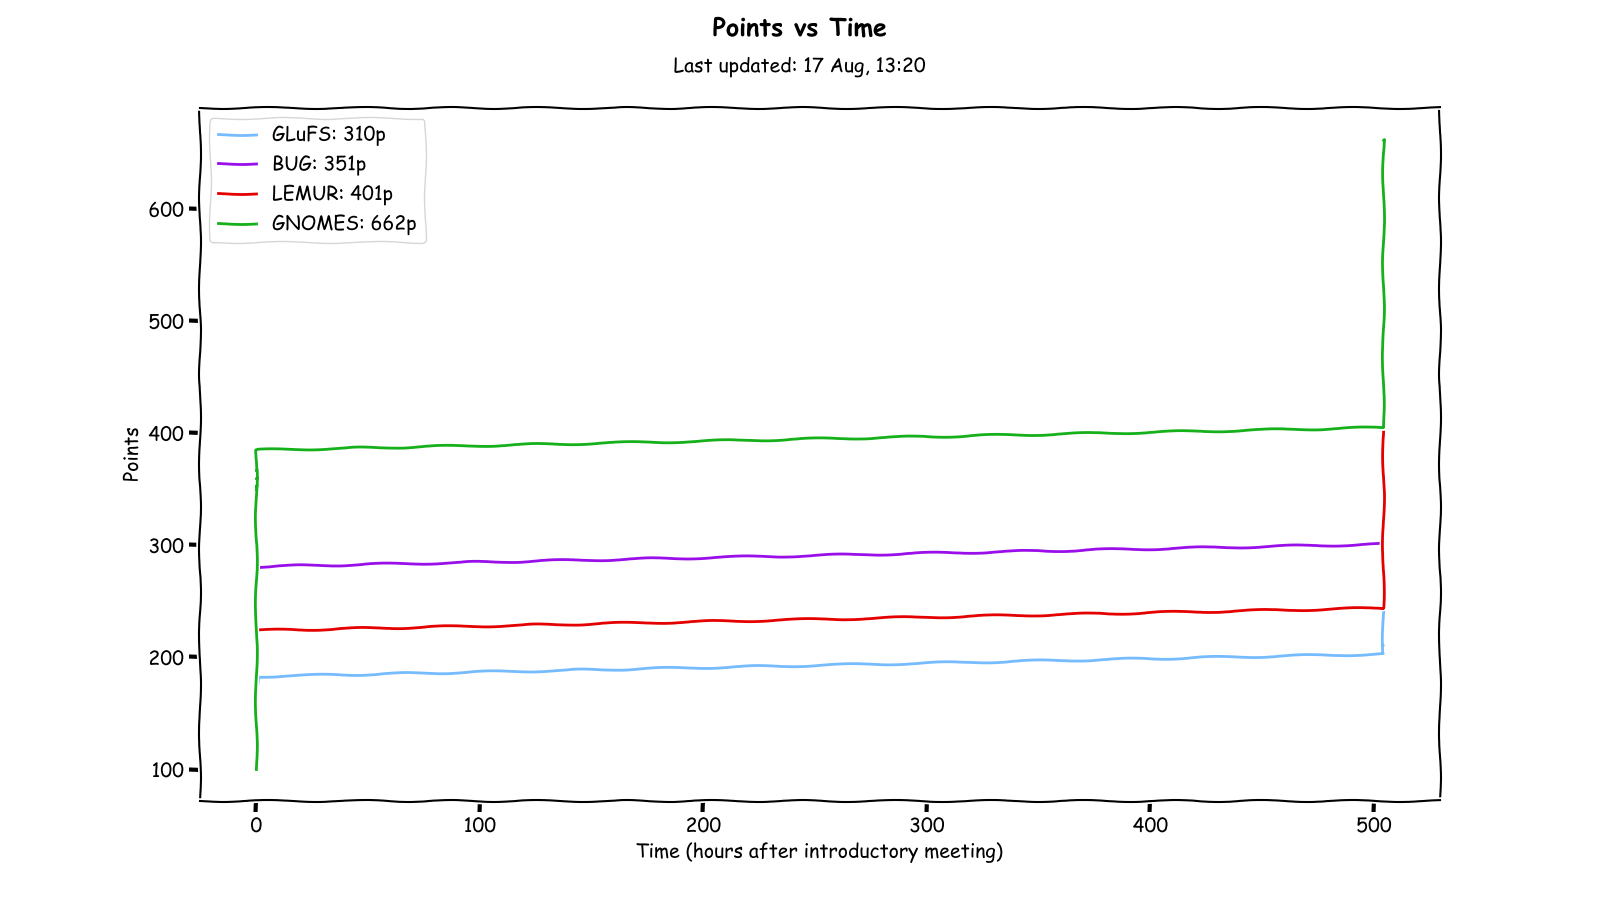 Points vs Time
Last updated: 17 Aug, 13:20
GLuFS: 310p
BUG: 351p
LEMUR: 401p
GNOMES: 662p
600
500
400
300
200
100
Points
0 100 200 300 400 500
Time (hours after introductory meeting)